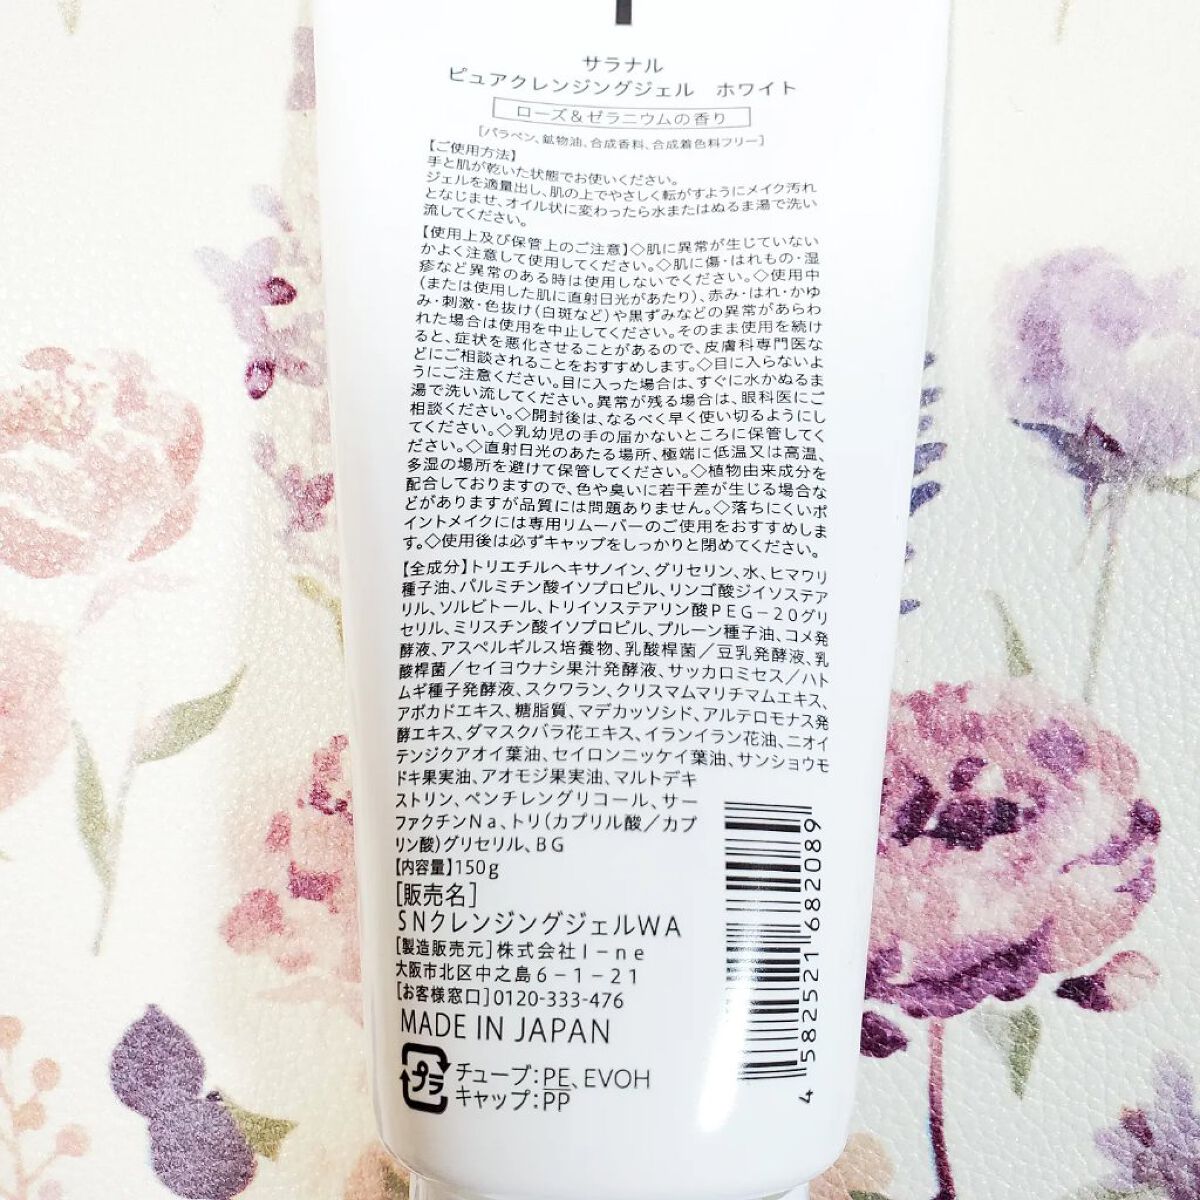 サラナル
ピュアクレンジングジェル　ホワイト
ローズ＆ゼラニウムの香り
[パラベン、鉱物油、合成香料、合成着色料フリー]
【ご使用方法】
手と肌が乾いた状態でお使いください。
ジェルを適量出し、肌の上でやさしく転がすようにメイク汚れ
となじませ、オイル状に変わったら水またはぬるま湯で洗い
流してください。
【使用上及び保管上のご注意】◇肌に異常が生じていない
かよく注意して使用してください。◇肌に傷・はれもの・湿
疹など異常のある時は使用しないでください。◇使用中
(または使用した肌に直射日光があたり)、赤み・はれ・かゆ
み・刺激・色抜け(白斑など)や黒ずみなどの異常があらわ
れた場合は使用を中止してください。そのまま使用を続け
ると、症状を悪化させることがあるので、皮膚科専門医な
どにご相談されることをおすすめします。◇目に入らないよ
うにご注意ください。目に入った場合は、すぐに水かぬるま
湯で洗い流してください。異常が残る場合は、眼科医にご
相談ください。◇開封後は、なるべく早く使い切るようにし
てください。◇乳幼児の手の届かないところに保管してく
ださい。◇直射日光のあたる場所、極端に低温又は高温、
多湿の場所を避けて保管してください。◇植物由来成分を
配合しておりますので、色や臭いに若干差が生じる場合な
どがありますが品質には問題ありません。◇落ちにくいポ
イントメイクには専用リムーバーのご使用をおすすめしま
す。◇使用後は必ずキャップをしっかりと閉めてください。
【全成分】トリエチルヘキサノイン、グリセリン、水、ヒマワリ
種子油、パルミチン酸イソプロピル、リンゴ酸ジイソステア
リル、ソルビトール、トリイソステアリン酸ＰＥＧ－２０グリ
セリル、ミリスチン酸イソプロピル、プルーン種子油、コメ発
酵液、アスペルギルス培養物、乳酸桿菌／豆乳発酵液、乳
酸桿菌／セイヨウナシ果汁発酵液、サッカロミセス／ハト
ムギ種子発酵液、スクワラン、クリスマムマリチマムエキス、
アボカドエキス、糖脂質、マデカッソシド、アルテロモナス発
酵エキス、ダマスクバラ花エキス、イランイラン花油、ニオイ
テンジクアオイ葉油、セイロンニッケイ葉油、サンショウモ
ドキ果実油、アオモジ果実油、マルトデキ
ストリン、ペンチレングリコール、サー
ファクチンＮａ、トリ(カプリル酸／カプ
リン酸)グリセリル、ＢＧ
【内容量】150ｇ
［販売名］
ＳＮクレンジングジェルＷＡ
［製造販売元］株式会社Ｉ－ｎｅ
大阪市北区中之島６－１－２１
［お客様窓口］0120-333-476
MADE IN JAPAN
プラ
チューブ：PE、EVOH
キャップ：PP
4 582521 682089